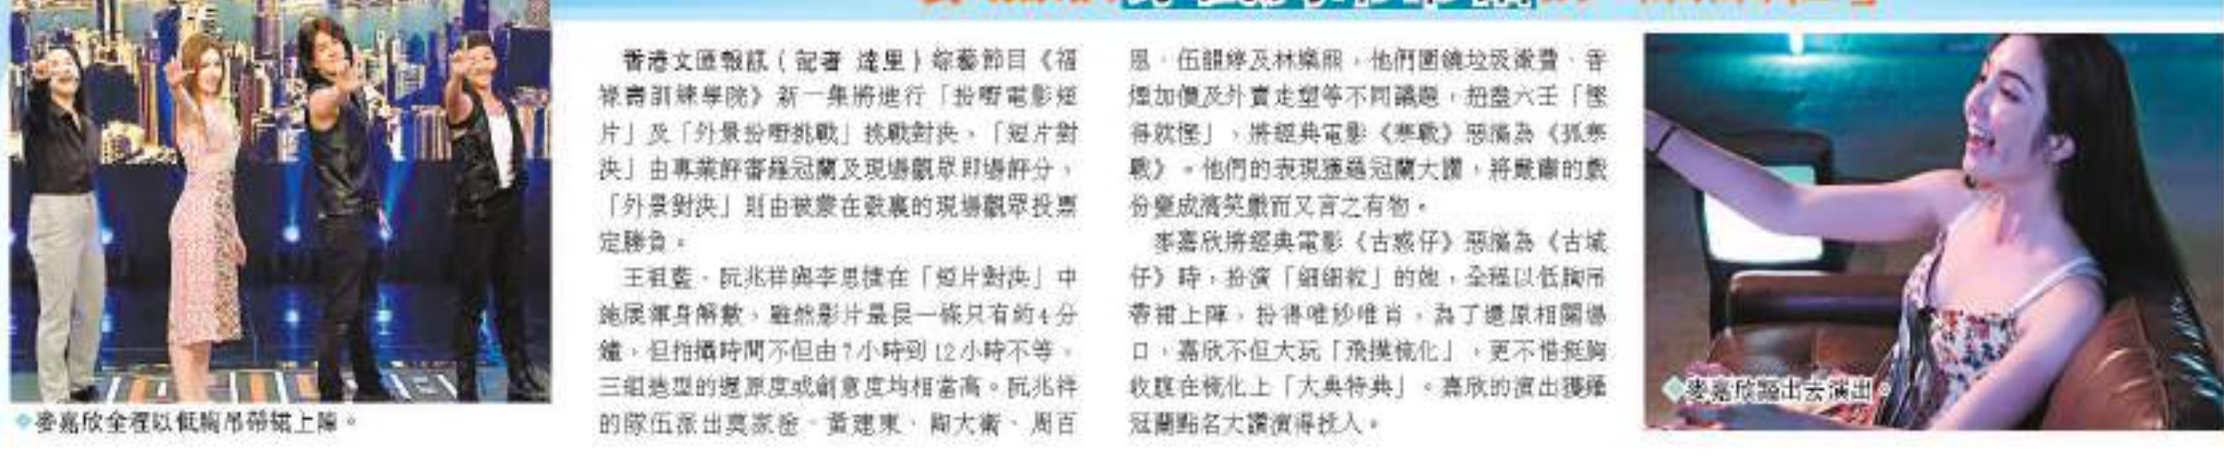 香港文匯報訊（記者 達里）綜藝節目《福
祿壽訓練學院》新一集將進行「扮嘢電影短
片」及「外景扮嘢挑戰」挑戰對決，「短片對
決」由專業評審羅冠蘭及現場觀眾即場評分，
「外景對決」則由被蒙在鼓裏的現場觀眾投票
定勝負。
王祖藍、阮兆祥與李思捷在「短片對決」中
施展渾身解數，雖然影片最長一條只有約4分
鐘，但拍攝時間不但由7小時到12小時不等，
三組造型的還原度或創意度均相當高。阮兆祥
的隊伍派出莫家淦、黃建東、陶大衛、周百
恩、伍韻婷及林樂熙，他們圍繞垃圾徵費、香
煙加價及外賣走塑等不同議題，扭盡六壬「慳
得就慳」，將經典電影《寒戰》惡搞為《孤寒
戰》。他們的表現獲羅冠蘭大讚，將嚴肅的戲
份變成搞笑戲而又言之有物。
麥嘉欣將經典電影《古惑仔》惡搞為《古城
仔》時，扮演「細細敏」的她，全程以低胸吊
帶裙上陣，扮得唯妙唯肖，為了還原相關場
口，嘉欣不但大玩「飛撲梳化」，更不惜挺胸
收腹在梳化上「大典特典」。嘉欣的演出獲羅
冠蘭點名大讚演得投入。
◆麥嘉欣全程以低胸吊帶裙上陣。
◆麥嘉欣豁出去演出。